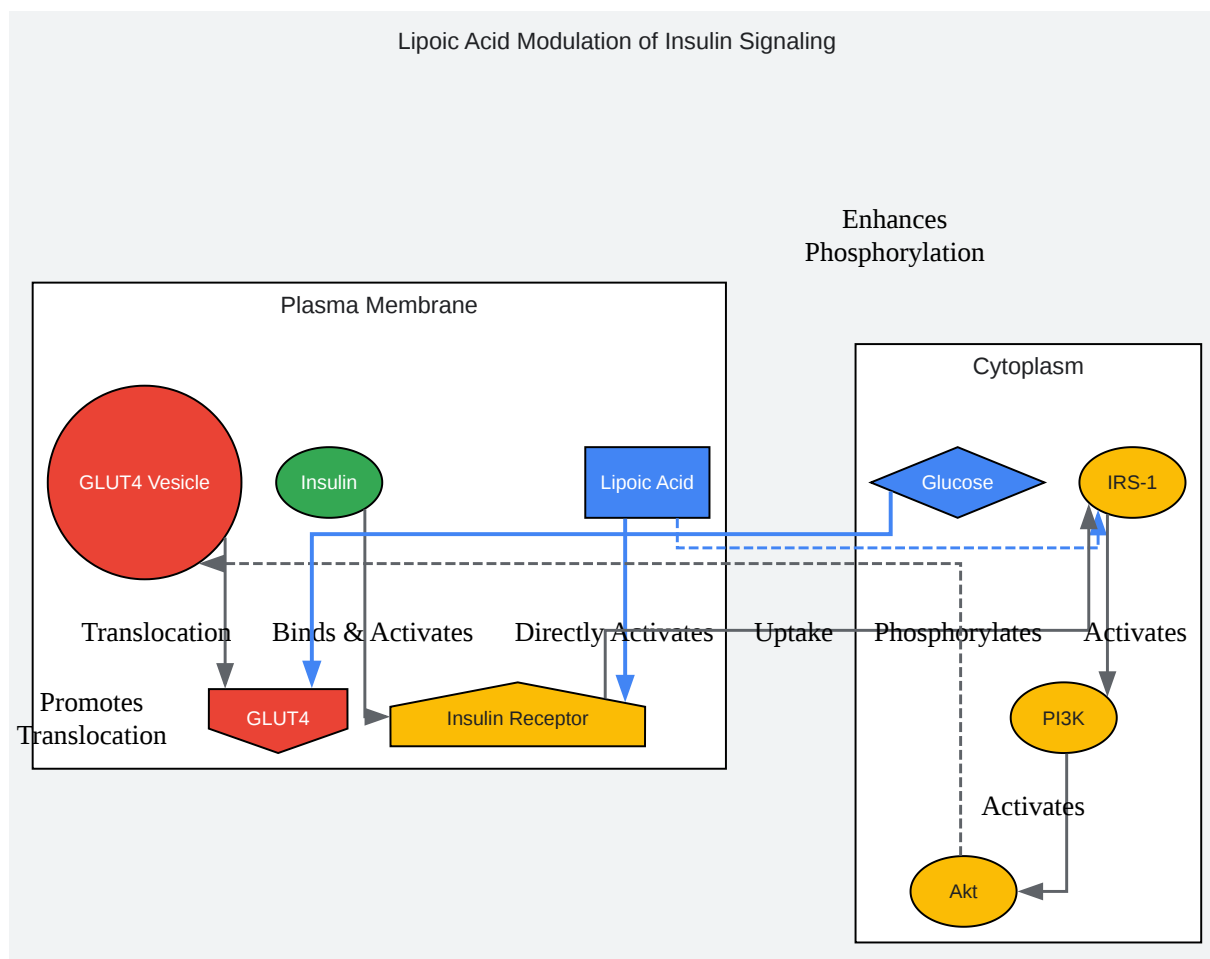 Lipoic Acid Modulation of Insulin Signaling
Enhances
Phosphorylation
Plasma Membrane
Cytoplasm
GLUT4 Vesicle
Insulin
Lipoic Acid
Glucose
IRS-1
Translocation
Binds & Activates
Directly Activates
Uptake
Phosphorylates
Activates
Promotes
Translocation
GLUT4
Insulin Receptor
PI3K
Activates
Akt